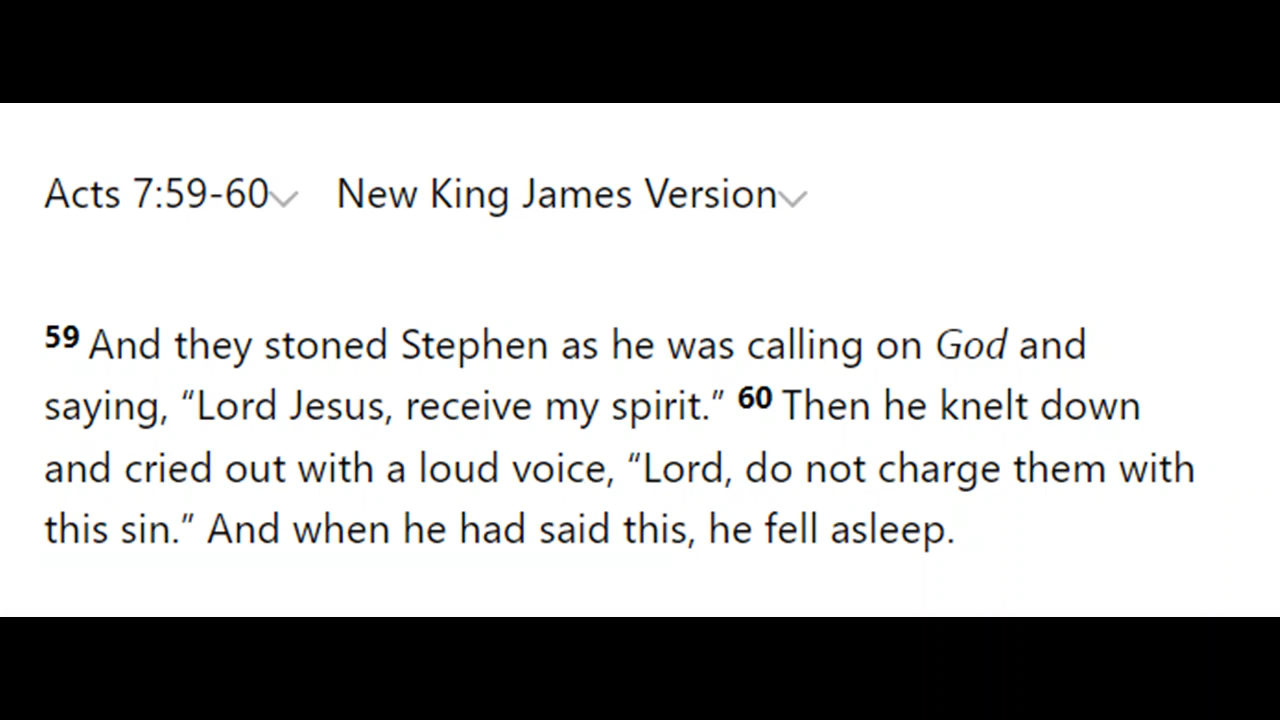 Acts 7:59-60 New King James Version
59 And they stoned Stephen as he was calling on God and
saying, “Lord Jesus, receive my spirit.” 60 Then he knelt down
and cried out with a loud voice, “Lord, do not charge them with
this sin.” And when he had said this, he fell asleep.